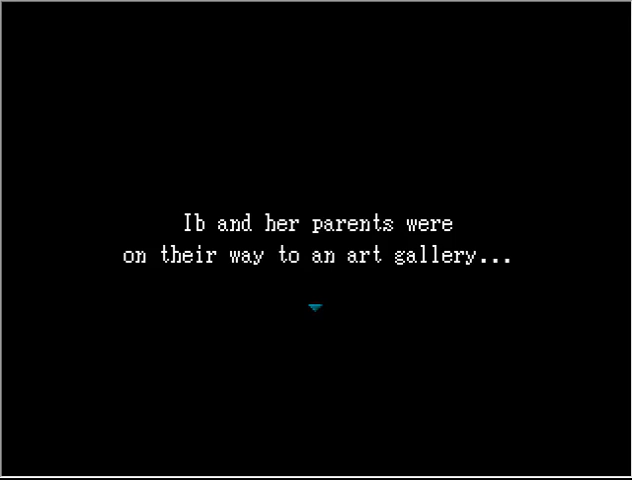 Ib and her parents were
on their way to an art gallery...